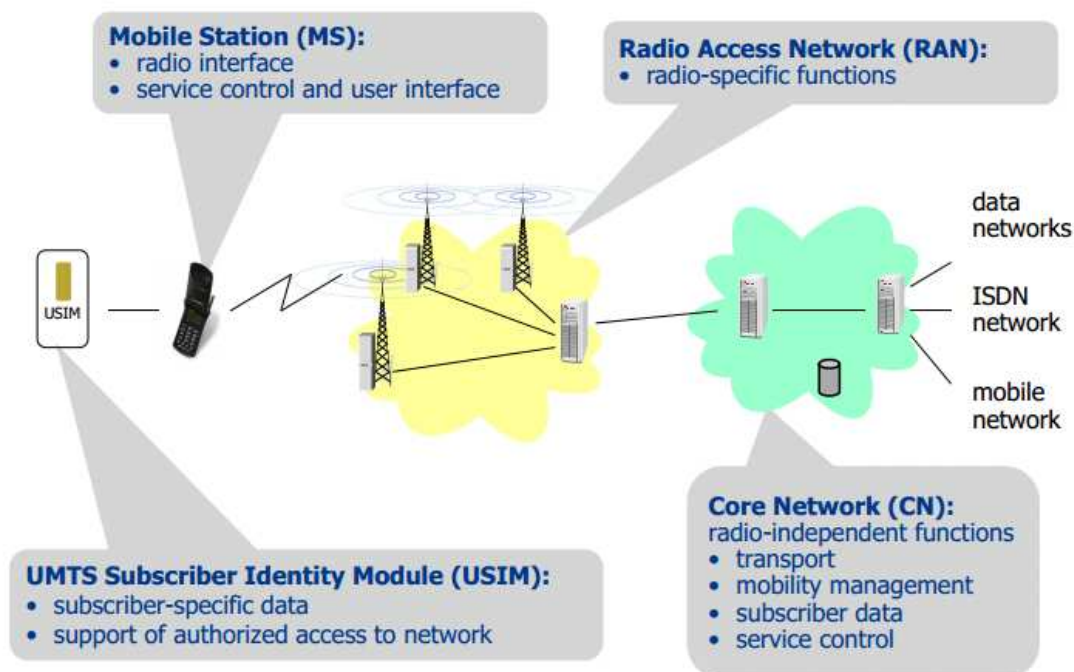 Mobile Station (MS):
• radio interface
• service control and user interface
Radio Access Network (RAN):
• radio-specific functions
data
networks
USIM
ISDN
network
mobile
network
UMTS Subscriber Identity Module (USIM):
• subscriber-specific data
• support of authorized access to network
Core Network (CN):
radio-independent functions
• transport
• mobility management
• subscriber data
• service control